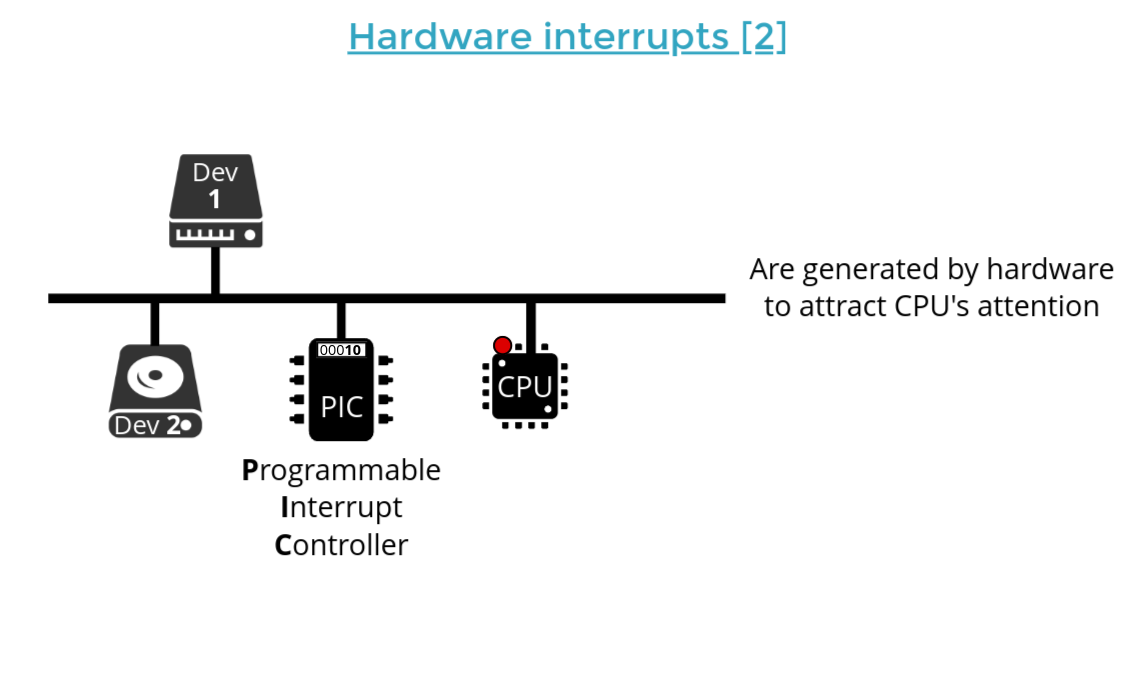 Hardware interrupts [2]
Dev
1
Are generated by hardware
to attract CPU's attention
00010
CPU
PIC
Dev 2
Programmable
Interrupt
Controller